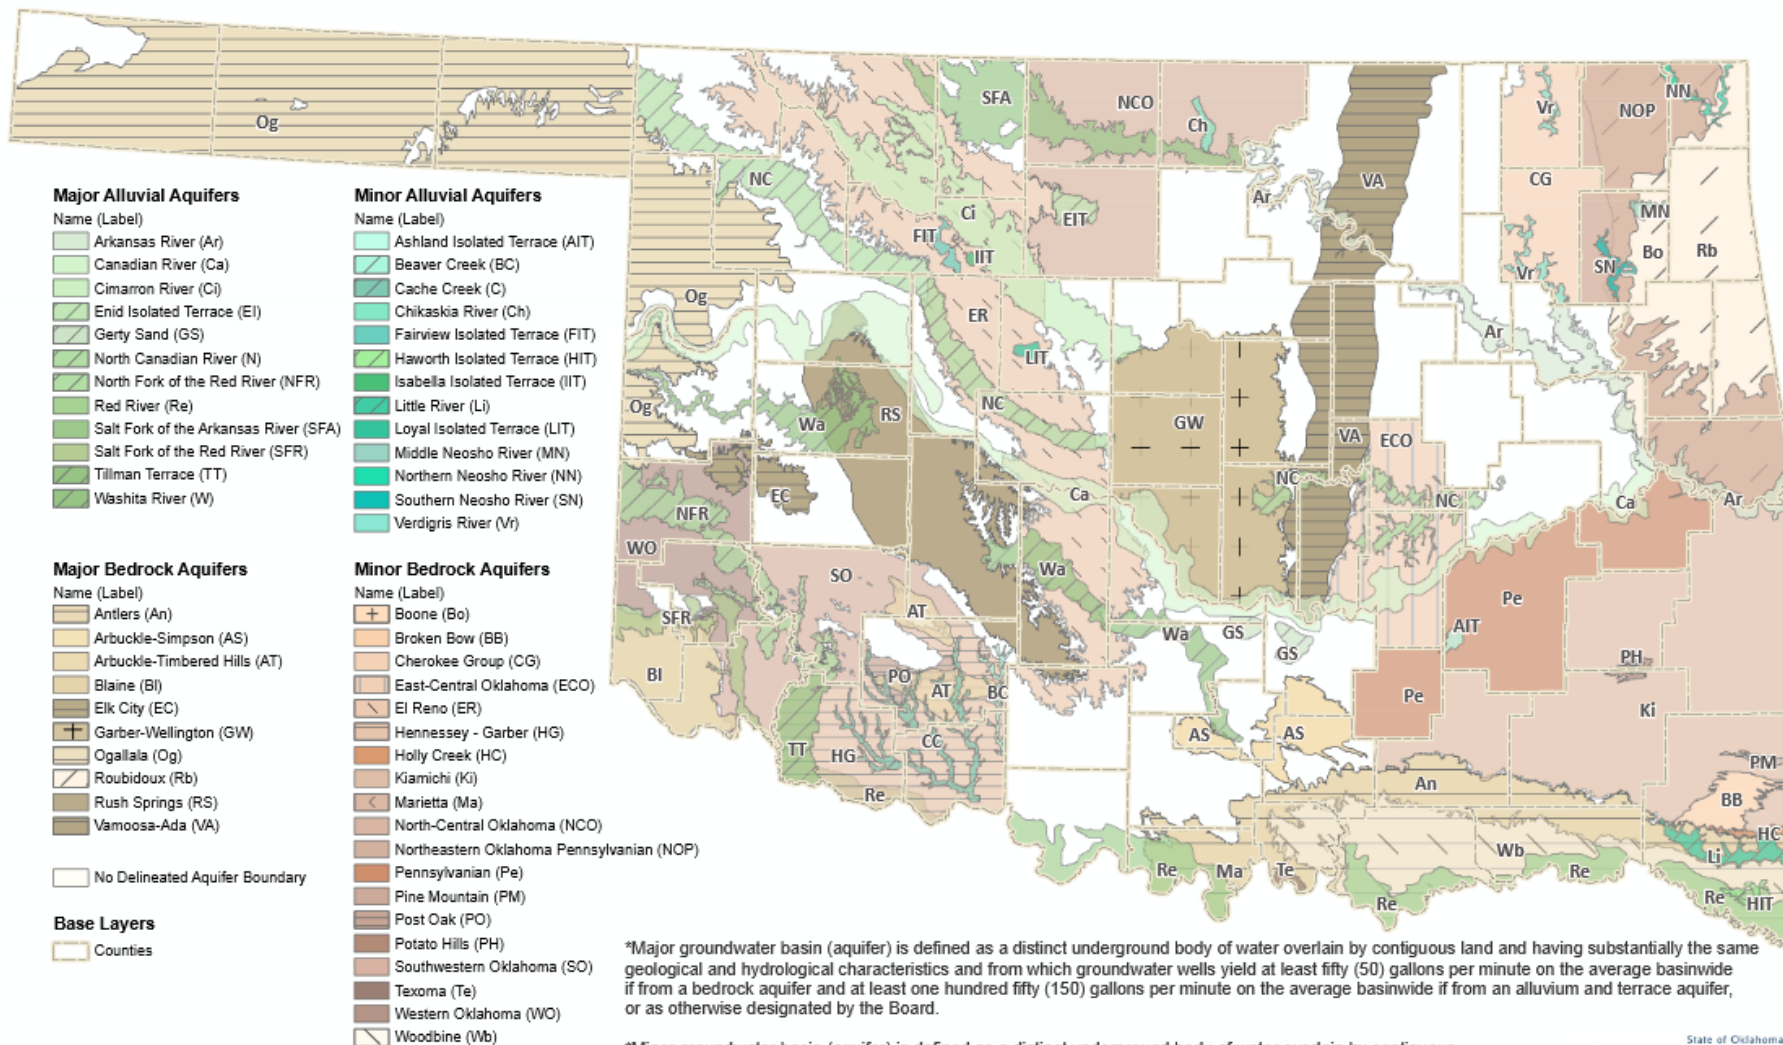 Major Alluvial Aquifers
Name (Label)
Arkansas River (Ar)
Canadian River (Ca)
Cimarron River (Ci)
Enid Isolated Terrace (EI)
Gerty Sand (GS)
North Canadian River (N)
North Fork of the Red River (NFR)
Red River (Re)
Salt Fork of the Arkansas River (SFA)
Salt Fork of the Red River (SFR)
Tillman Terrace (TT)
Washita River (W)
Minor Alluvial Aquifers
Name (Label)
Ashland Isolated Terrace (AIT)
Beaver Creek (BC)
Cache Creek (C)
Chikaskia River (Ch)
Fairview Isolated Terrace (FIT)
Haworth Isolated Terrace (HIT)
Isabella Isolated Terrace (IIT)
Little River (Li)
Loyal Isolated Terrace (LIT)
Middle Neosho River (MN)
Northern Neosho River (NN)
Southern Neosho River (SN)
Verdigris River (Vr)
Major Bedrock Aquifers
Name (Label)
Antlers (An)
Arbuckle-Simpson (AS)
Arbuckle-Timbered Hills (AT)
Blaine (Bl)
Elk City (EC)
Garber-Wellington (GW)
Ogallala (Og)
Roubidoux (Rb)
Rush Springs (RS)
Vamoosa-Ada (VA)
No Delineated Aquifer Boundary
Base Layers
Counties
Minor Bedrock Aquifers
Name (Label)
Boone (Bo)
Broken Bow (BB)
Cherokee Group (CG)
East-Central Oklahoma (ECO)
El Reno (ER)
Hennessey - Garber (HG)
Holly Creek (HC)
Kiamichi (Ki)
Marietta (Ma)
North-Central Oklahoma (NCO)
Northeastern Oklahoma Pennsylvanian (NOP)
Pennsylvanian (Pe)
Pine Mountain (PM)
Post Oak (PO)
Potato Hills (PH)
Southwestern Oklahoma (SO)
Texoma (Te)
Western Oklahoma (WO)
Woodbine (Wb)
Og
SFA
NCO
Ch
Vr
NOP
NN
NC
EIT
Ar
VA
CG
MN
Ci
FIT
IIT
Vr
SN
Bo
Rb
Og
ER
LIT
Ar
Og
Wa
RS
NC
GW
VA
ECO
EC
Ca
NC
NC
Ca
Ar
NFR
WO
SO
Wa
AT
Pe
SFR
Wa
GS
GS
AIT
PH
Bl
PO
AT
BC
Pe
Ki
TT
HG
CC
AS
AS
PM
Re
An
BB
HC
Re
Ma
Te
Wb
Re
Li
Re
Re
HIT
*Major groundwater basin (aquifer) is defined as a distinct underground body of water overlain by contiguous land and having substantially the same
geological and hydrological characteristics and from which groundwater wells yield at least fifty (50) gallons per minute on the average basinwide
if from a bedrock aquifer and at least one hundred fifty (150) gallons per minute on the average basinwide if from an alluvium and terrace aquifer,
or as otherwise designated by the Board.
State of Oklahoma